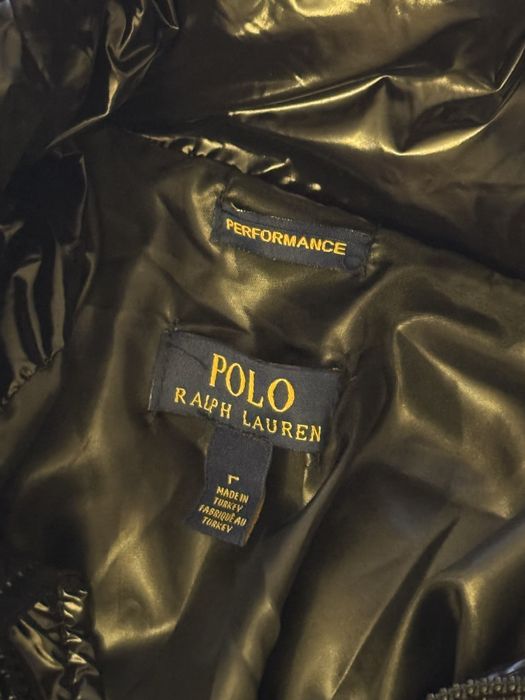 PERFORMANCE
POLO
RALPH LAUREN
L
MADE IN
TURKEY
FABRIQUÉ AU
TURKEY